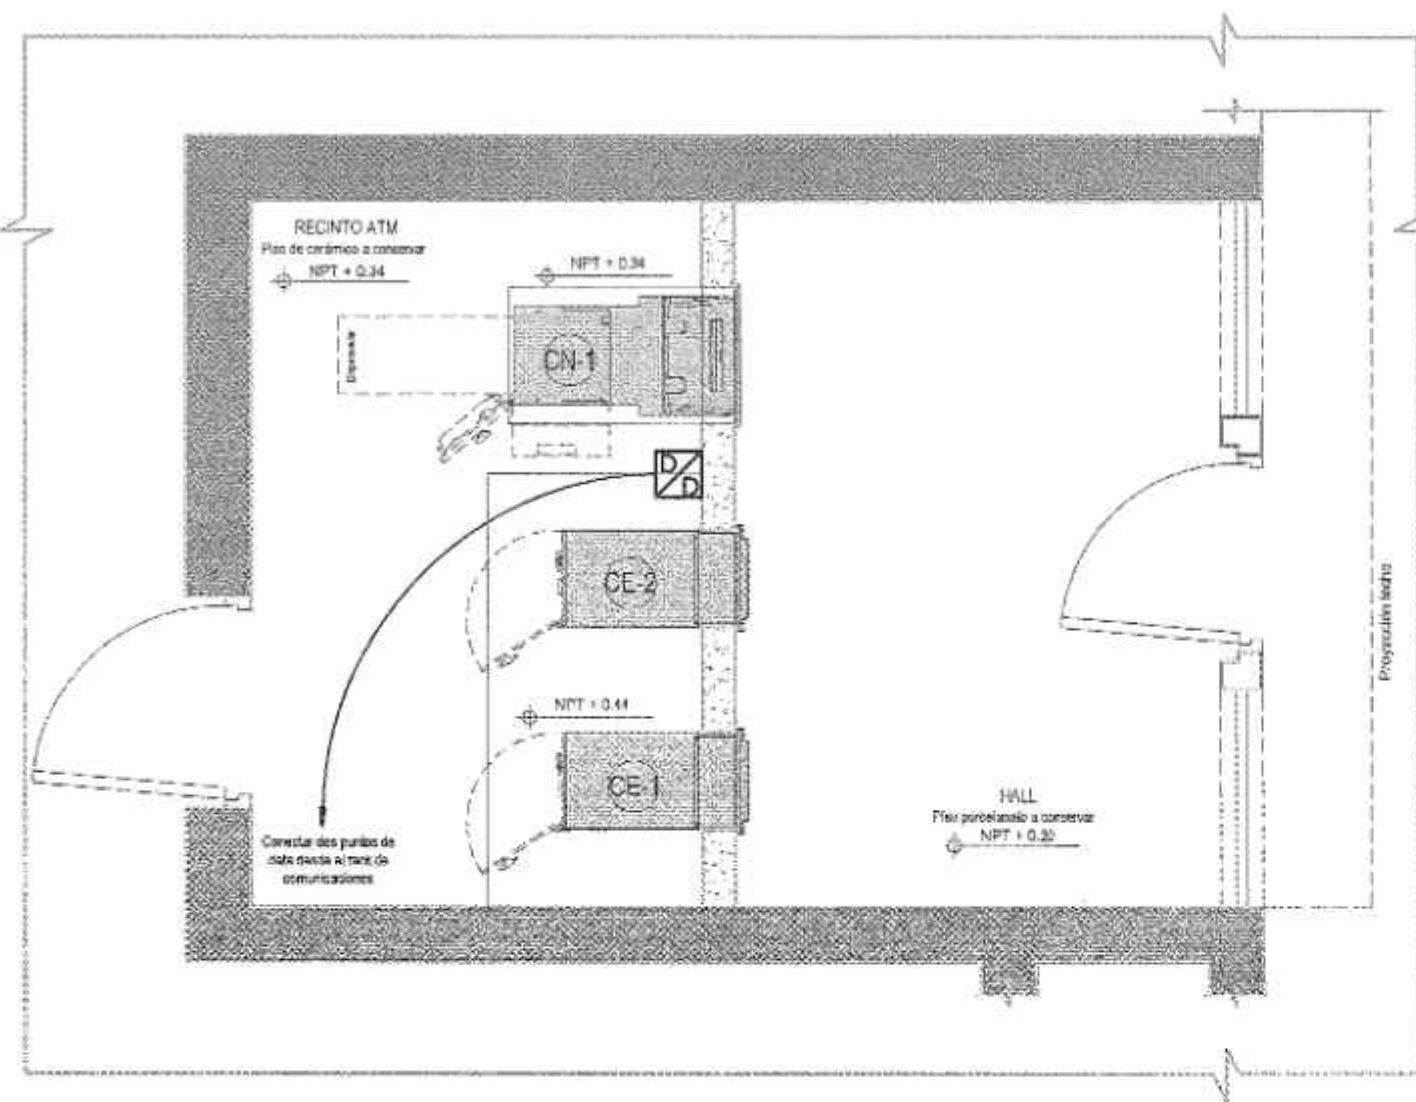 RECINTO ATM
Piso de cerámico a conservar
NPT + 0.34
NPT + 0.34
CN-1
D
D
CE-2
NPT + 0.44
CE-1
HALL
Piso porcelanato a conservar
NPT + 0.30
Conectar dos puntos de
data desde el rack de
comunicaciones
Proyección techo